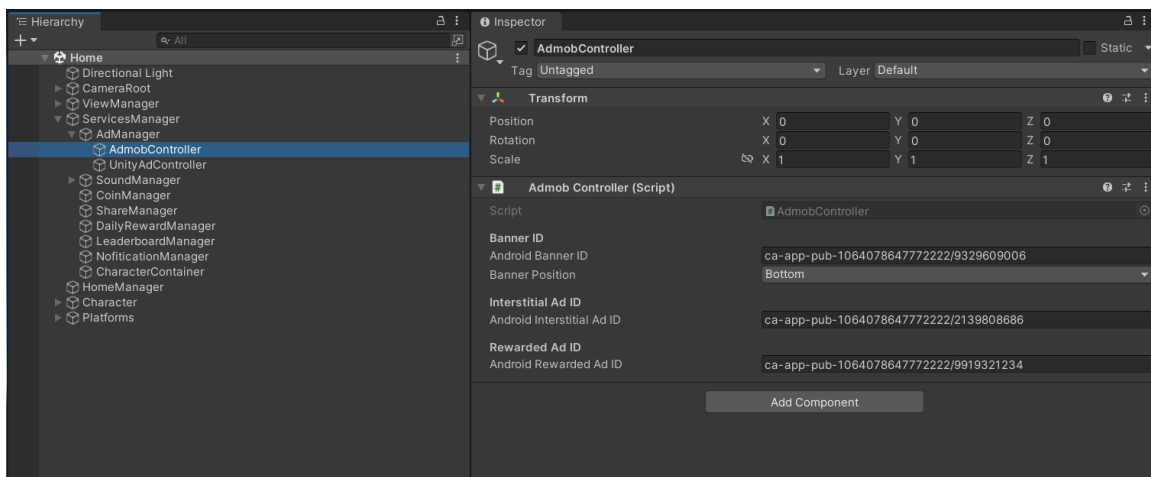 Hierarchy
All
Home
Directional Light
CameraRoot
ViewManager
ServicesManager
AdManager
AdmobController
UnityAdController
SoundManager
CoinManager
ShareManager
DailyRewardManager
LeaderboardManager
NofiticationManager
CharacterContainer
HomeManager
Character
Platforms
Inspector
AdmobController Static
Tag Untagged Layer Default
Transform
Position X 0 Y 0 Z 0
Rotation X 0 Y 0 Z 0
Scale X 1 Y 1 Z 1
# Admob Controller (Script)
Script # AdmobController
Banner ID
Android Banner ID ca-app-pub-1064078647772222/9329609006
Banner Position Bottom
Interstitial Ad ID
Android Interstitial Ad ID ca-app-pub-1064078647772222/2139808686
Rewarded Ad ID
Android Rewarded Ad ID ca-app-pub-1064078647772222/9919321234
Add Component